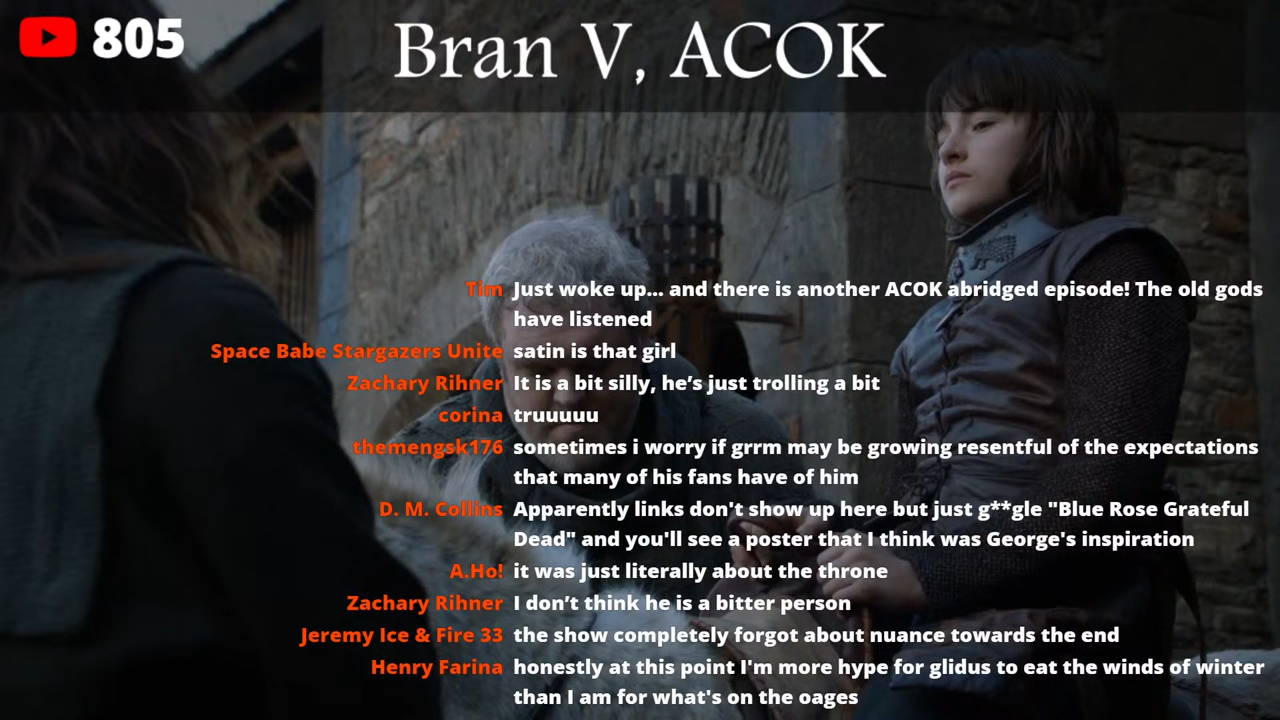 805
Bran V, ACOK
Tim Just woke up... and there is another ACOK abridged episode! The old gods
have listened
Space Babe Stargazers Unite satin is that girl
Zachary Rihner It is a bit silly, he’s just trolling a bit
corina truuuuu
themengsk176 sometimes i worry if grrm may be growing resentful of the expectations
that many of his fans have of him
D. M. Collins Apparently links don't show up here but just g**gle "Blue Rose Grateful
Dead" and you'll see a poster that I think was George's inspiration
A.Ho! it was just literally about the throne
Zachary Rihner I don’t think he is a bitter person
Jeremy Ice & Fire 33 the show completely forgot about nuance towards the end
Henry Farina honestly at this point I'm more hype for glidus to eat the winds of winter
than I am for what's on the oages